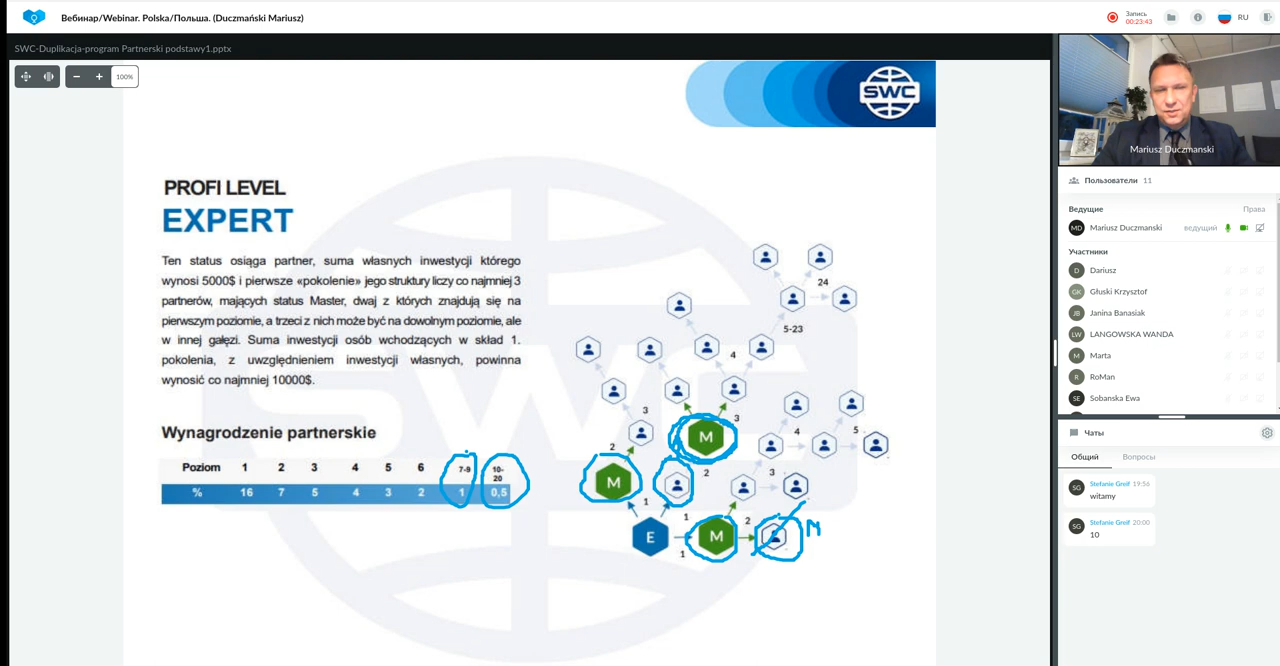 Вебинар/Webinar. Polska/Польша. (Duczmański Mariusz)
Запись
00:23:43
RU
SWC-Duplikacja-program Partnerski podstawy1.pptx
100%
SWC
Mariusz Duczmanski
PROFI LEVEL
EXPERT
Ten status osiąga partner, suma własnych inwestycji którego
wynosi 5000$ i pierwsze «pokolenie» jego struktury liczy co najmniej 3
partnerów, mających status Master, dwaj z których znajdują się na
pierwszym poziomie, a trzeci z nich może być na dowolnym poziomie, ale
w innej gałęzi. Suma inwestycji osób wchodzących w skład 1.
pokolenia, z uwzględnieniem inwestycji własnych, powinna
wynosić co najmniej 10000$.
Wynagrodzenie partnerskie
Poziom 1 2 3 4 5 6 7-9 10-20
% 16 7 5 4 3 2 1 0,5
24
5-23
4
3
3
4
5
2
M
M
2
3
1
1
E
1
M
2
M
SWC
Пользователи 11
Ведущие Права
MD Mariusz Duczmanski ведущий
Участники
D Dariusz
GK Głuski Krzysztof
JB Janina Banasiak
LW LANGOWSKA WANDA
M Marta
R RoMan
SE Sobanska Ewa
Чаты
Общий Вопросы
SG Stefanie Greif 19:56
witamy
SG Stefanie Greif 20:00
10